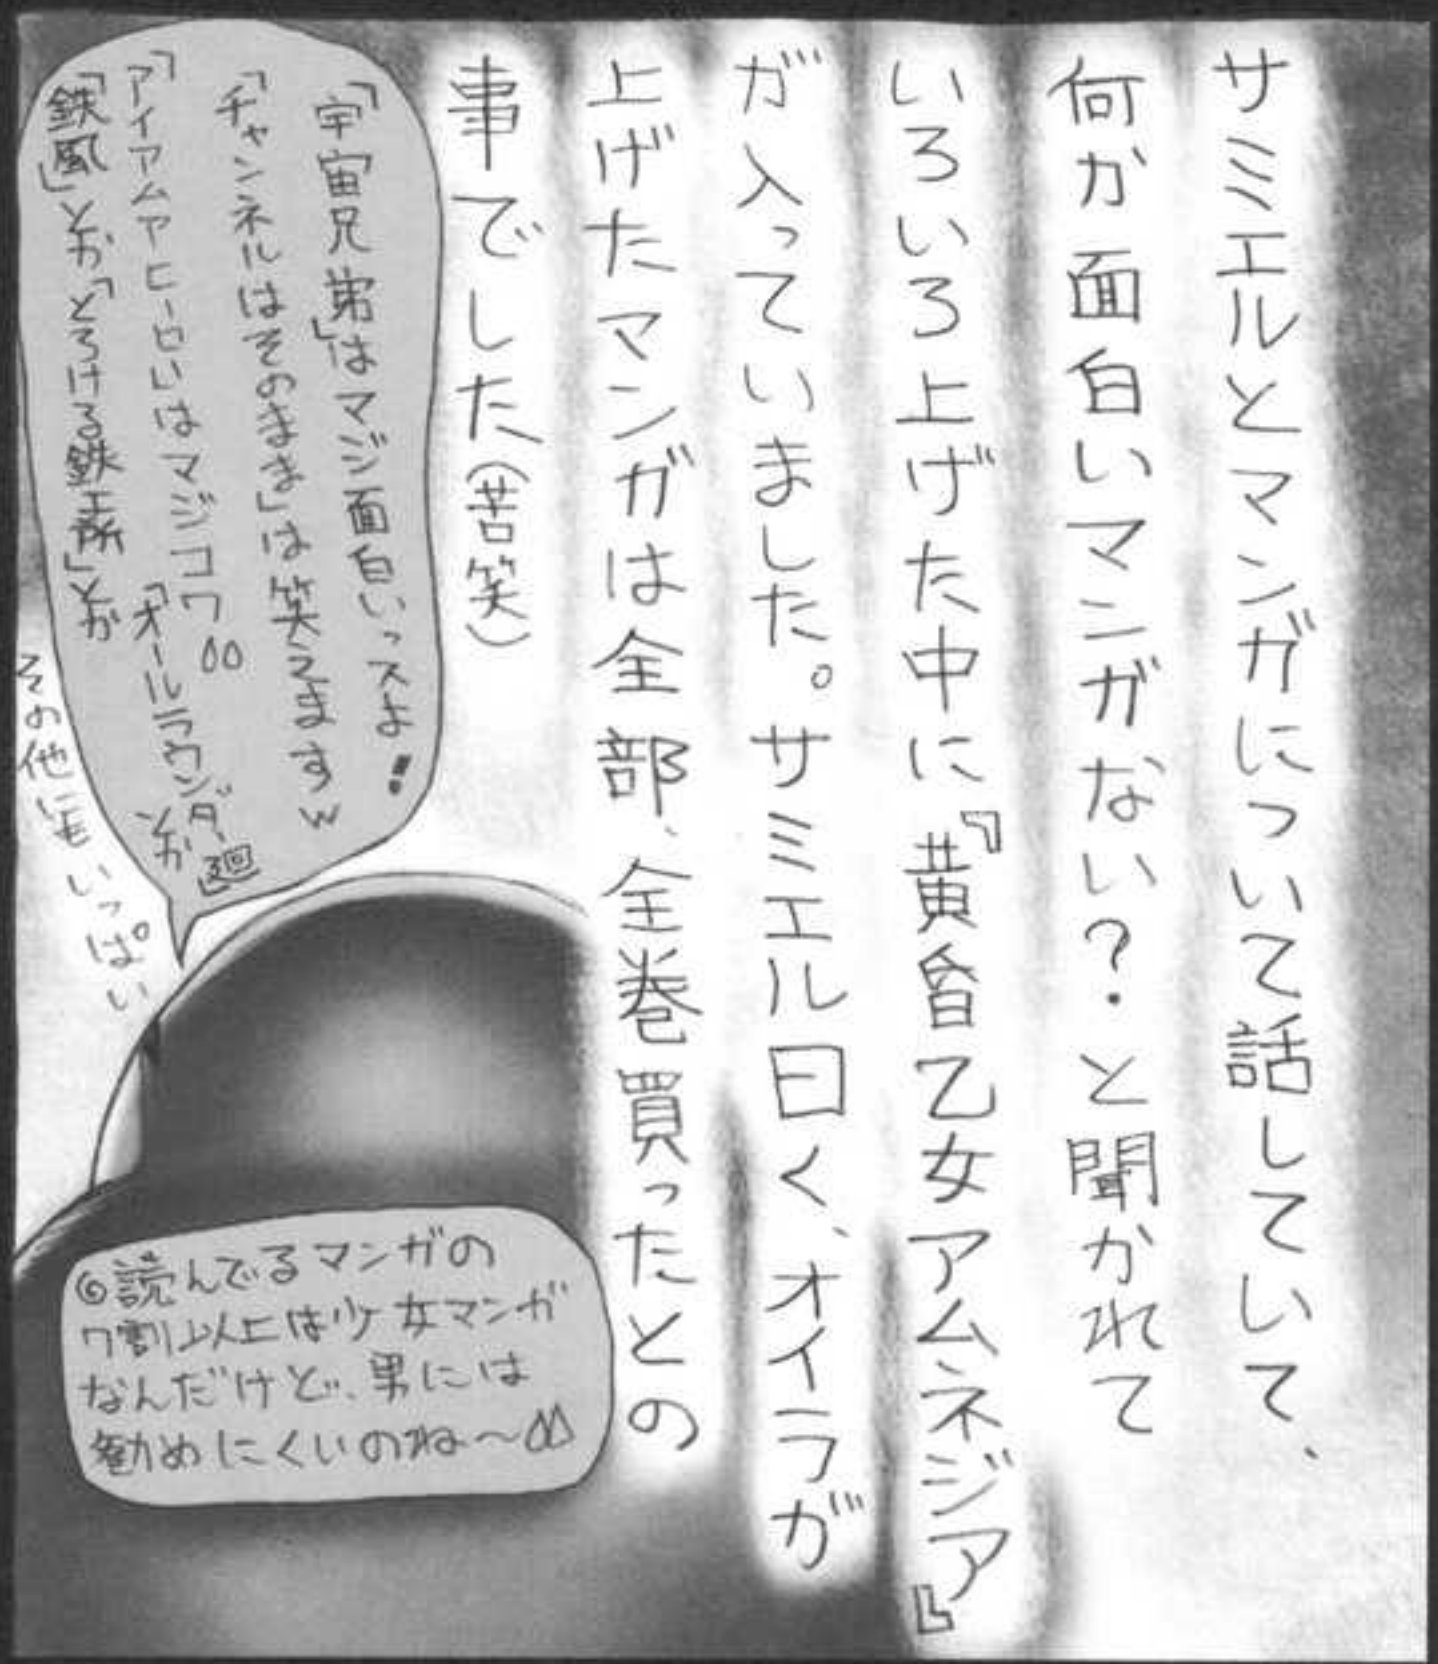 サミエルとマンガについて話していて、
何か面白いマンガない？・と聞かれて
いろいろ上げた中に『黄昏乙女アムネジア』
が入っていました。サミエル曰く、オイラが
上げたマンガは全部、全巻買ったとの
事でした（苦笑）
「宇宙兄弟」はマジ面白いっスよ!
「チャンネルはそのまま」は笑えますw
「アイアムアヒーロー」はマジコワ
「オールラウンダー廻」とか
「鉄風」とか「とろける鉄工所」とか
その他にもいっぱい
◎読んでるマンガの
7割以上は少女マンガ
なんだけど、男には
勧めにくいのね〜